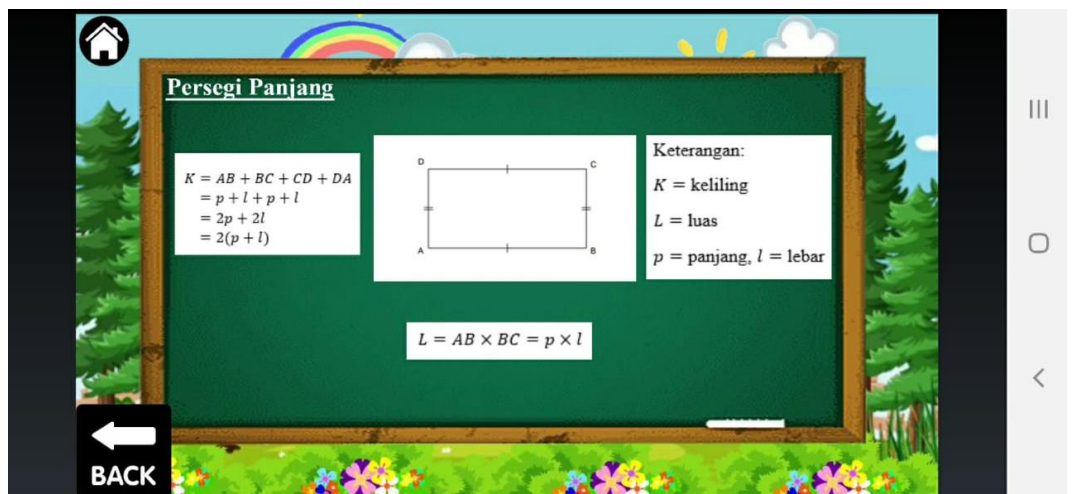 Persegi Panjang
K = AB + BC + CD + DA
= p + l + p + l
= 2p + 2l
= 2(p + l)
D
C
A
B
Keterangan:
K = keliling
L = luas
p = panjang, l = lebar
L = AB × BC = p × l
BACK